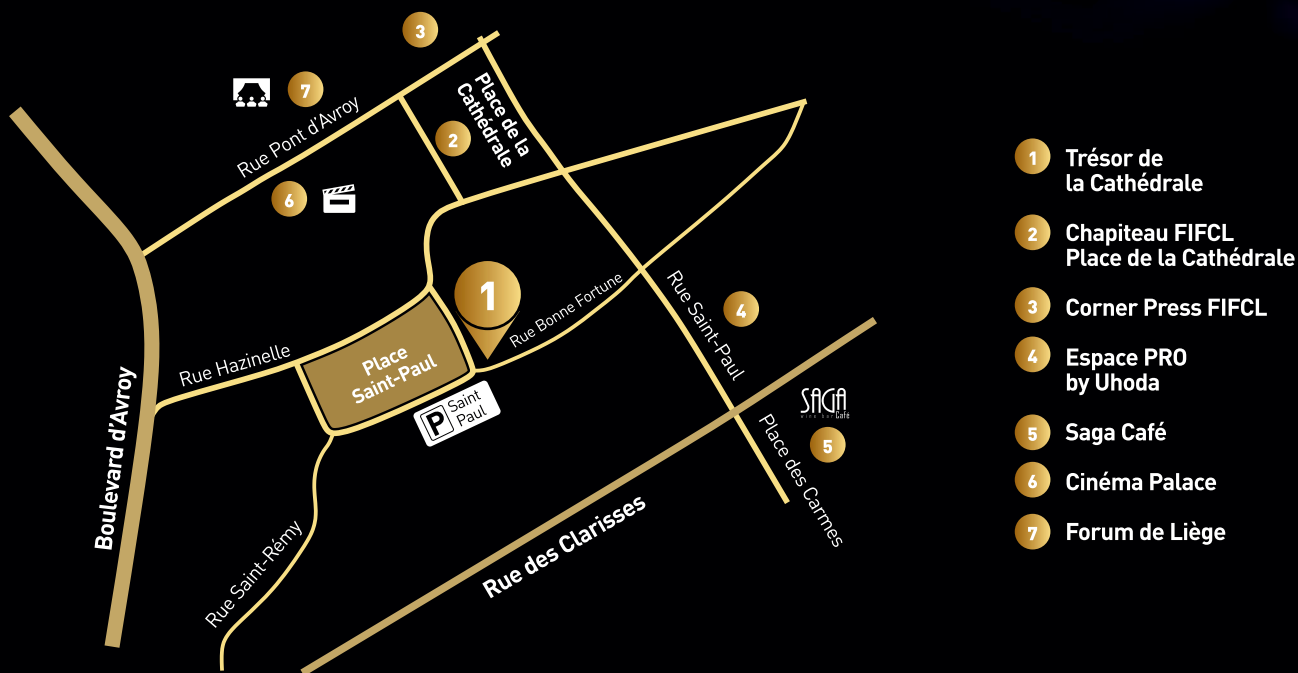 3
7
Rue Pont d'Avroy
Place de la
Cathédrale
2
6
1
Rue Bonne Fortune
Rue Saint-Paul
4
Rue Hazinelle
Place
Saint-Paul
P Saint
Paul
SAGA
wine bar Café
5
Place des Carmes
Boulevard d'Avroy
Rue des Clarisses
Rue Saint-Rémy
1 Trésor de
la Cathédrale
2 Chapiteau FIFCL
Place de la Cathédrale
3 Corner Press FIFCL
4 Espace PRO
by Uhoda
5 Saga Café
6 Cinéma Palace
7 Forum de Liège